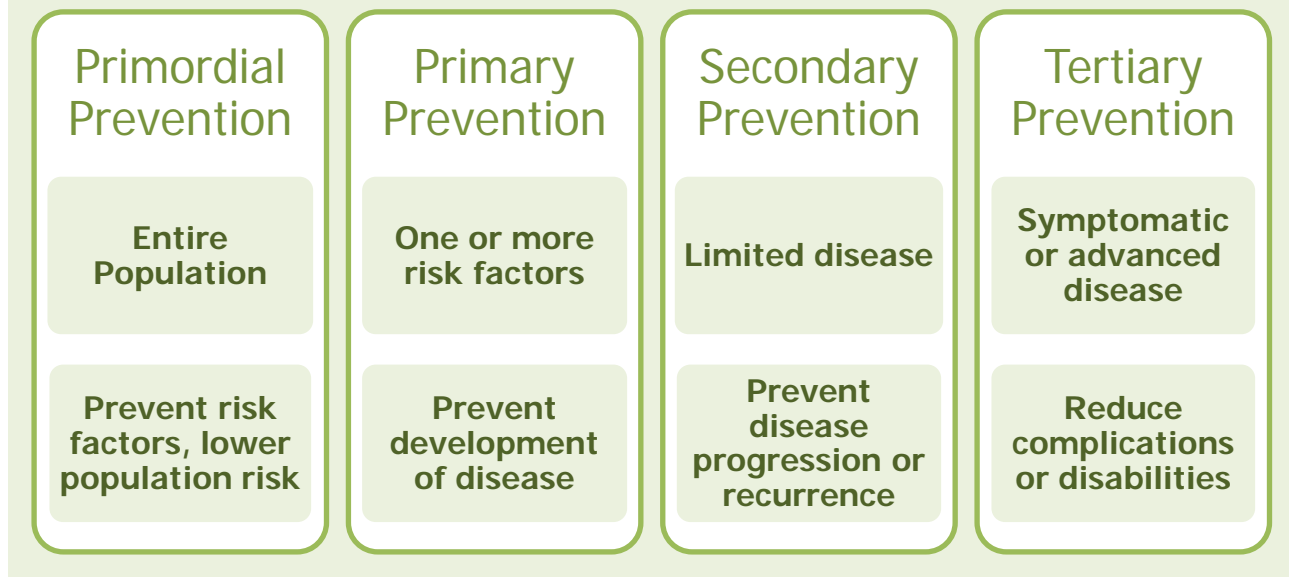 Primordial
Prevention
Entire
Population
Prevent risk
factors, lower
population risk
Primary
Prevention
One or more
risk factors
Prevent
development
of disease
Secondary
Prevention
Limited disease
Prevent
disease
progression or
recurrence
Tertiary
Prevention
Symptomatic
or advanced
disease
Reduce
complications
or disabilities